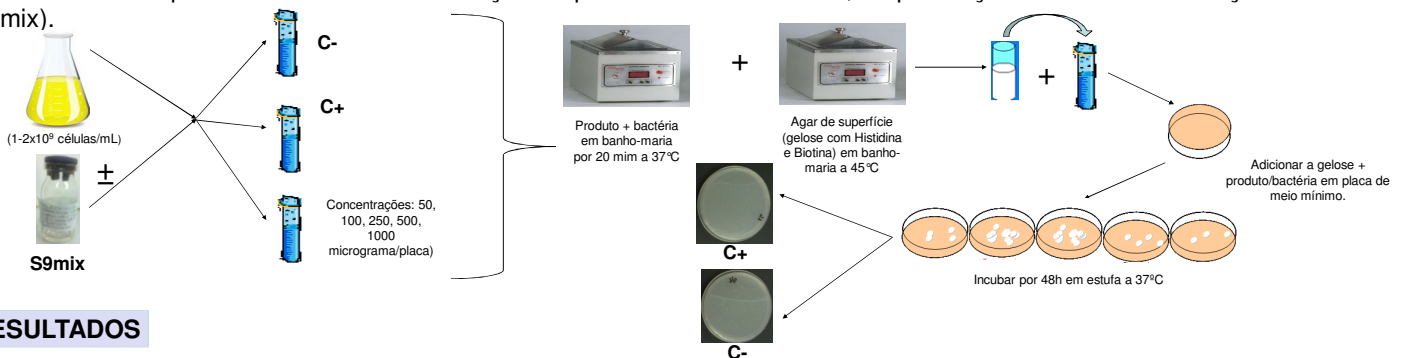 mix).
C-
C+
(1-2x10⁹ células/mL)
±
S9mix
Concentrações: 50,
100, 250, 500,
1000
micrograma/placa)
Produto + bactéria
em banho-maria
por 20 mim a 37°C
+
Agar de superfície
(gelose com Histidina
e Biotina) em banho-
maria a 45°C
+
Adicionar a gelose +
produto/bactéria em placa de
meio mínimo.
C+
C-
Incubar por 48h em estufa a 37ºC
ESULTADOS